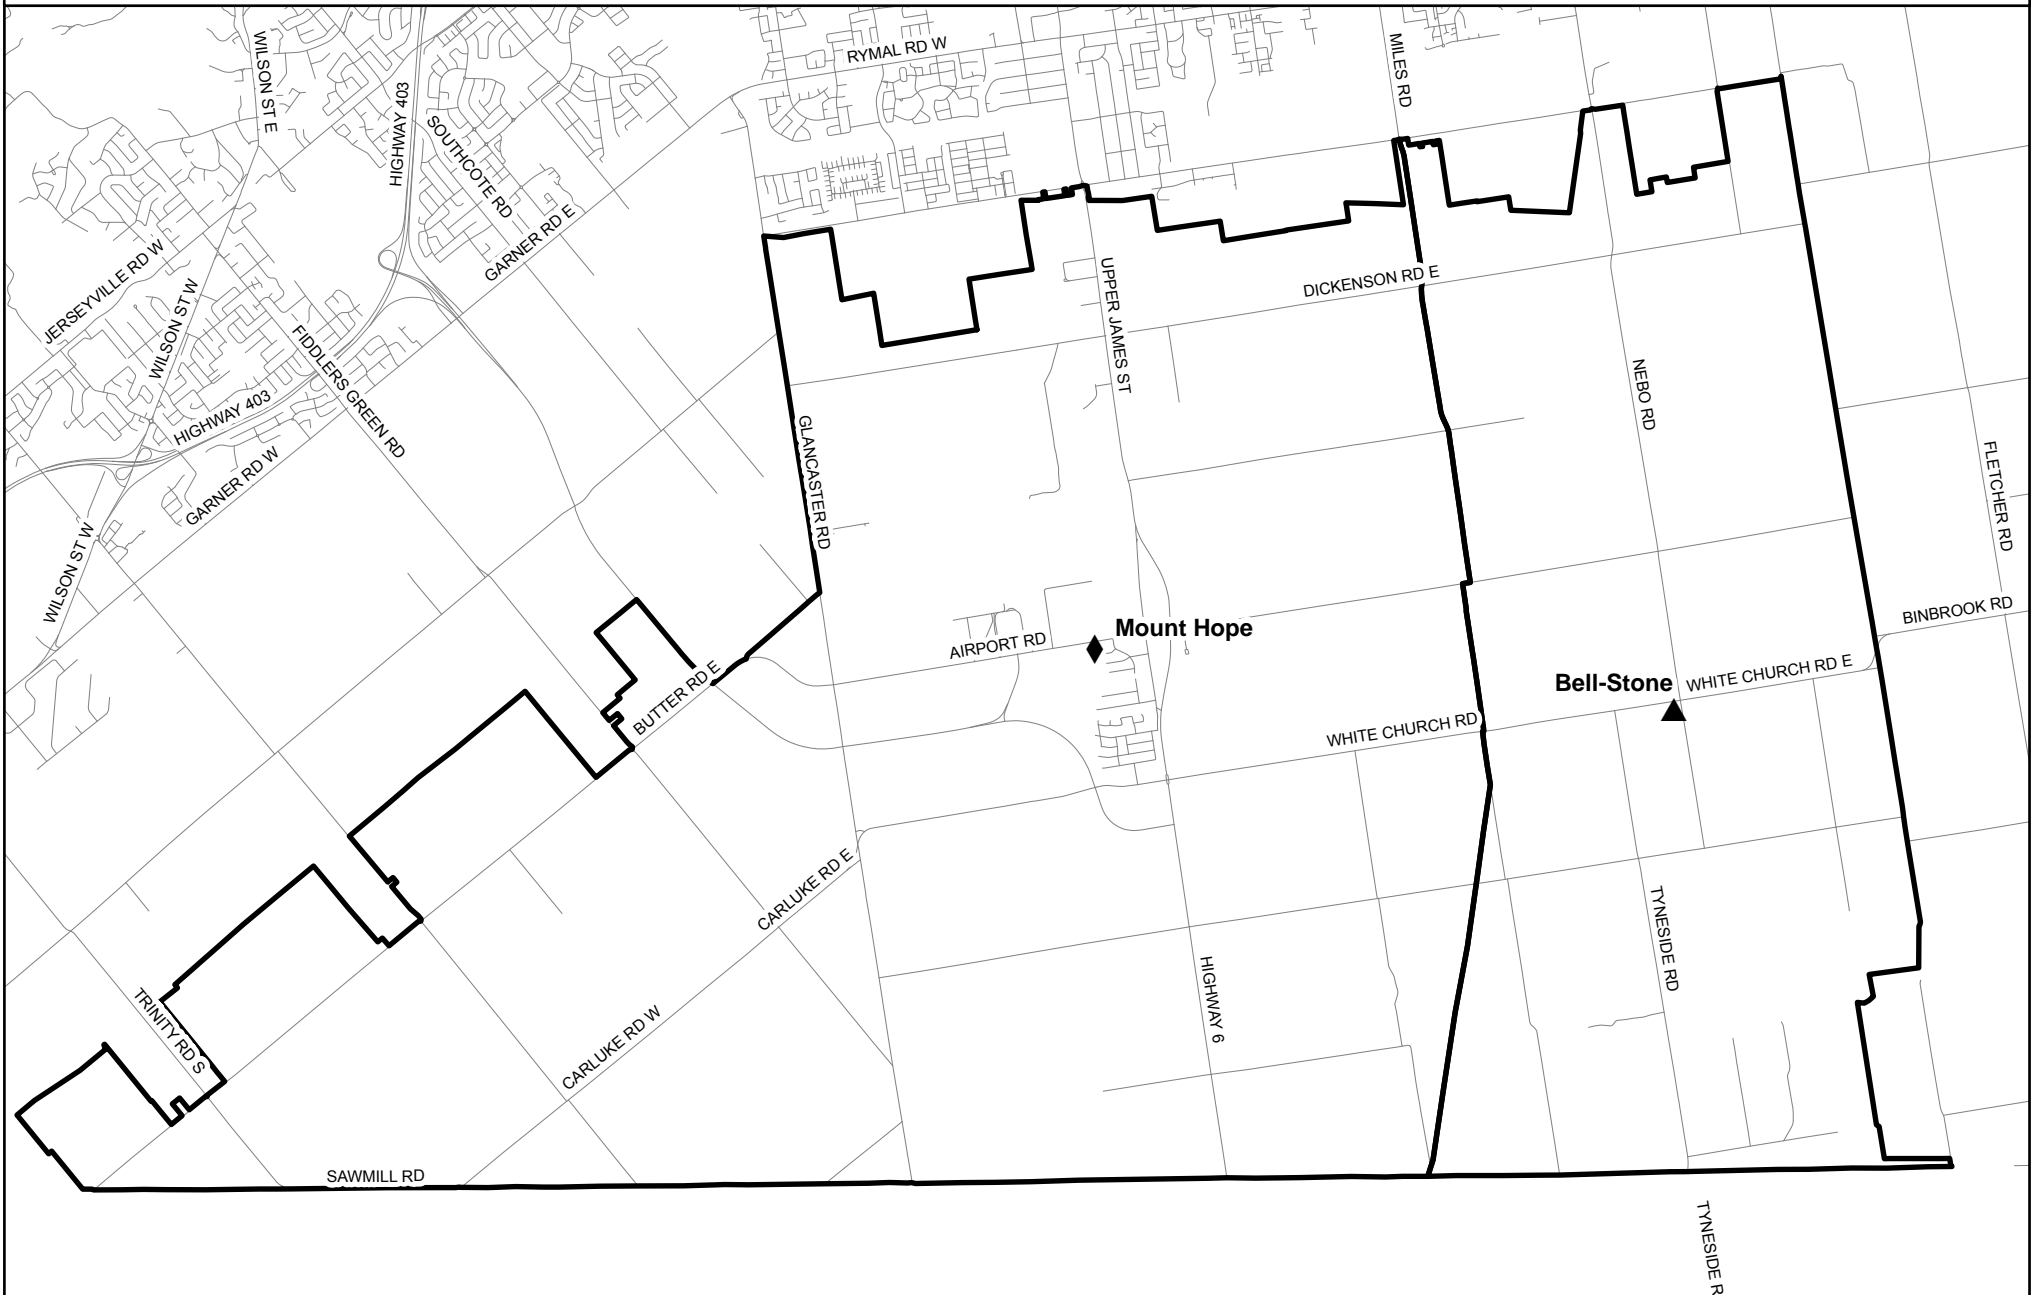 WILSON ST E
HIGHWAY 403
RYMAL RD W
MILES RD
SOUTHCOTE RD
GARNER RD E
JERSEYVILLE RD W
WILSON ST W
FIDDLERS GREEN RD
HIGHWAY 403
GARNER RD W
WILSON ST W
GLANCASTER RD
UPPER JAMES ST
DICKENSON RD E
NEBO RD
FLETCHER RD
BINBROOK RD
AIRPORT RD
Mount Hope
Bell-Stone
WHITE CHURCH RD E
WHITE CHURCH RD
BUTTER RD E
CARLUKE RD E
TYNESIDE RD
HIGHWAY 6
TRINITY RD S
CARLUKE RD W
SAWMILL RD
TYNESIDE R